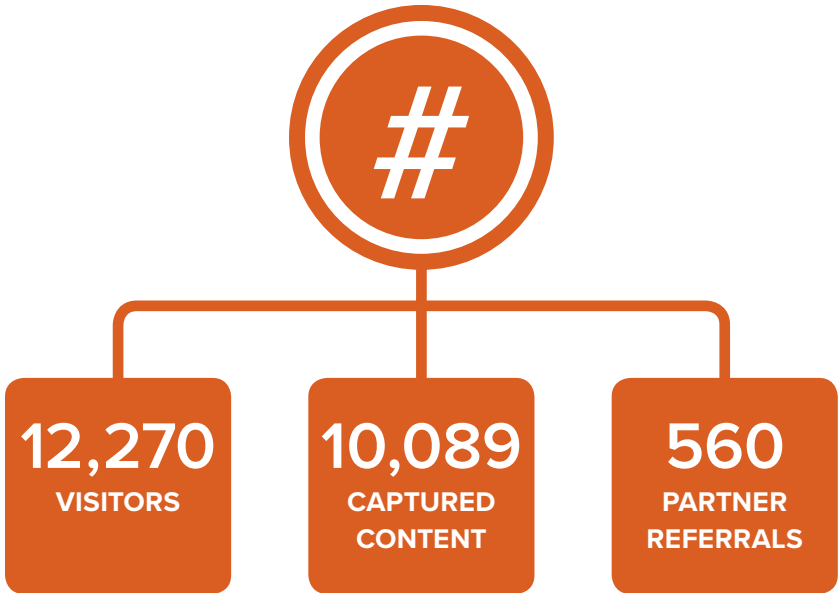 #
12,270
VISITORS
10,089
CAPTURED
CONTENT
560
PARTNER
REFERRALS